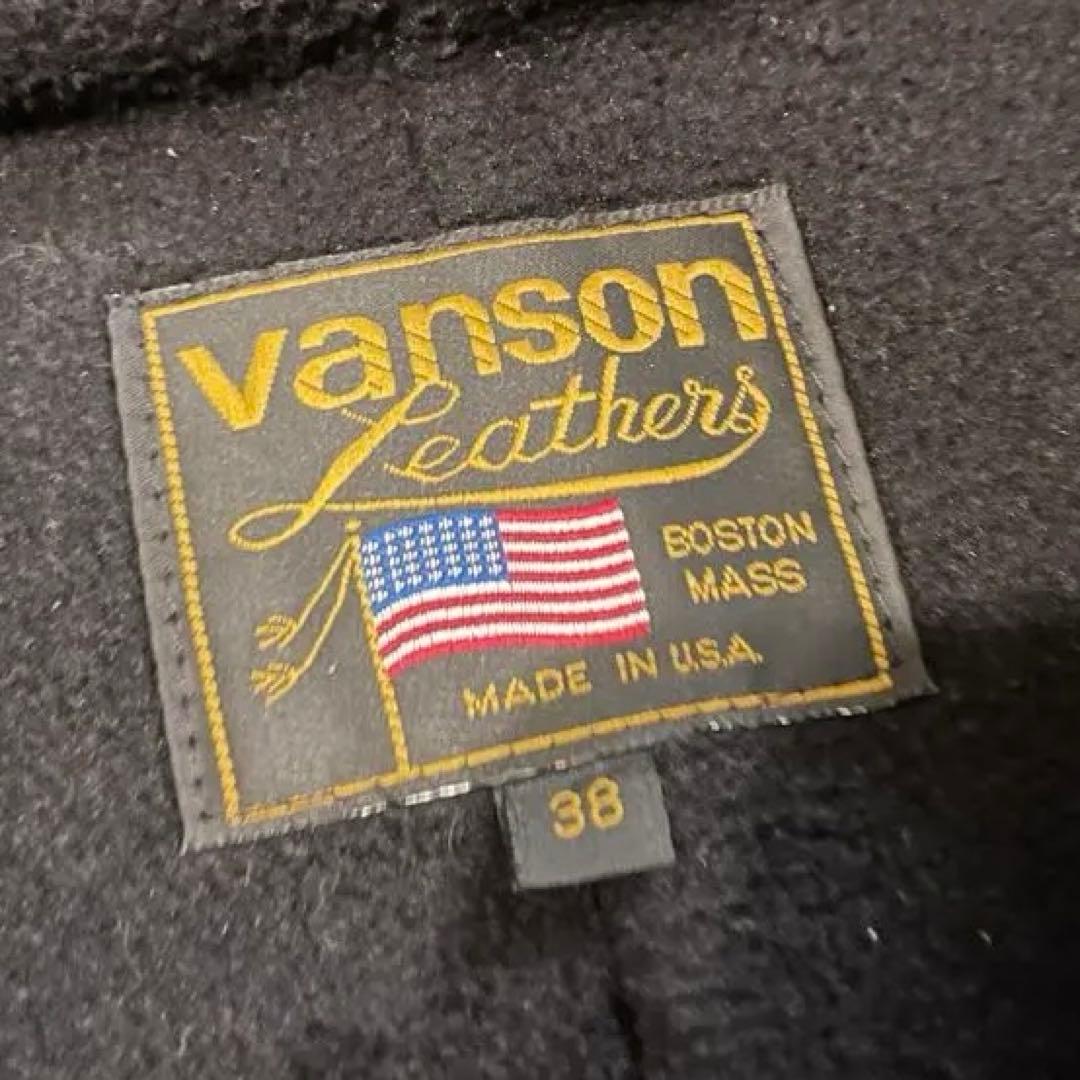 vanson
Leathers
BOSTON
MASS
MADE IN U.S.A.
38